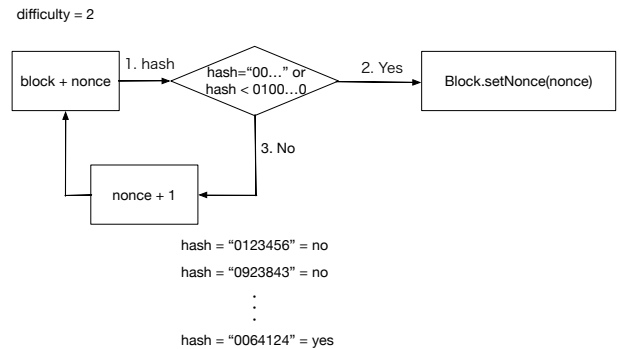 difficulty = 2
1. hash
block + nonce
hash=“00...” or
hash < 0100...0
2. Yes
Block.setNonce(nonce)
3. No
nonce + 1
hash = “0123456” = no
hash = “0923843” = no
.
.
.
hash = “0064124” = yes